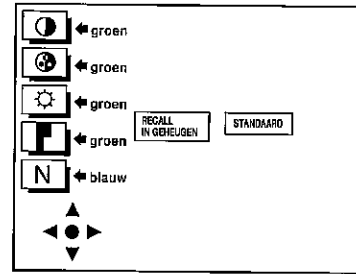 groen
groen
groen
RECALL
IN GEHEUGEN
STANDAARD
groen
N
blauw